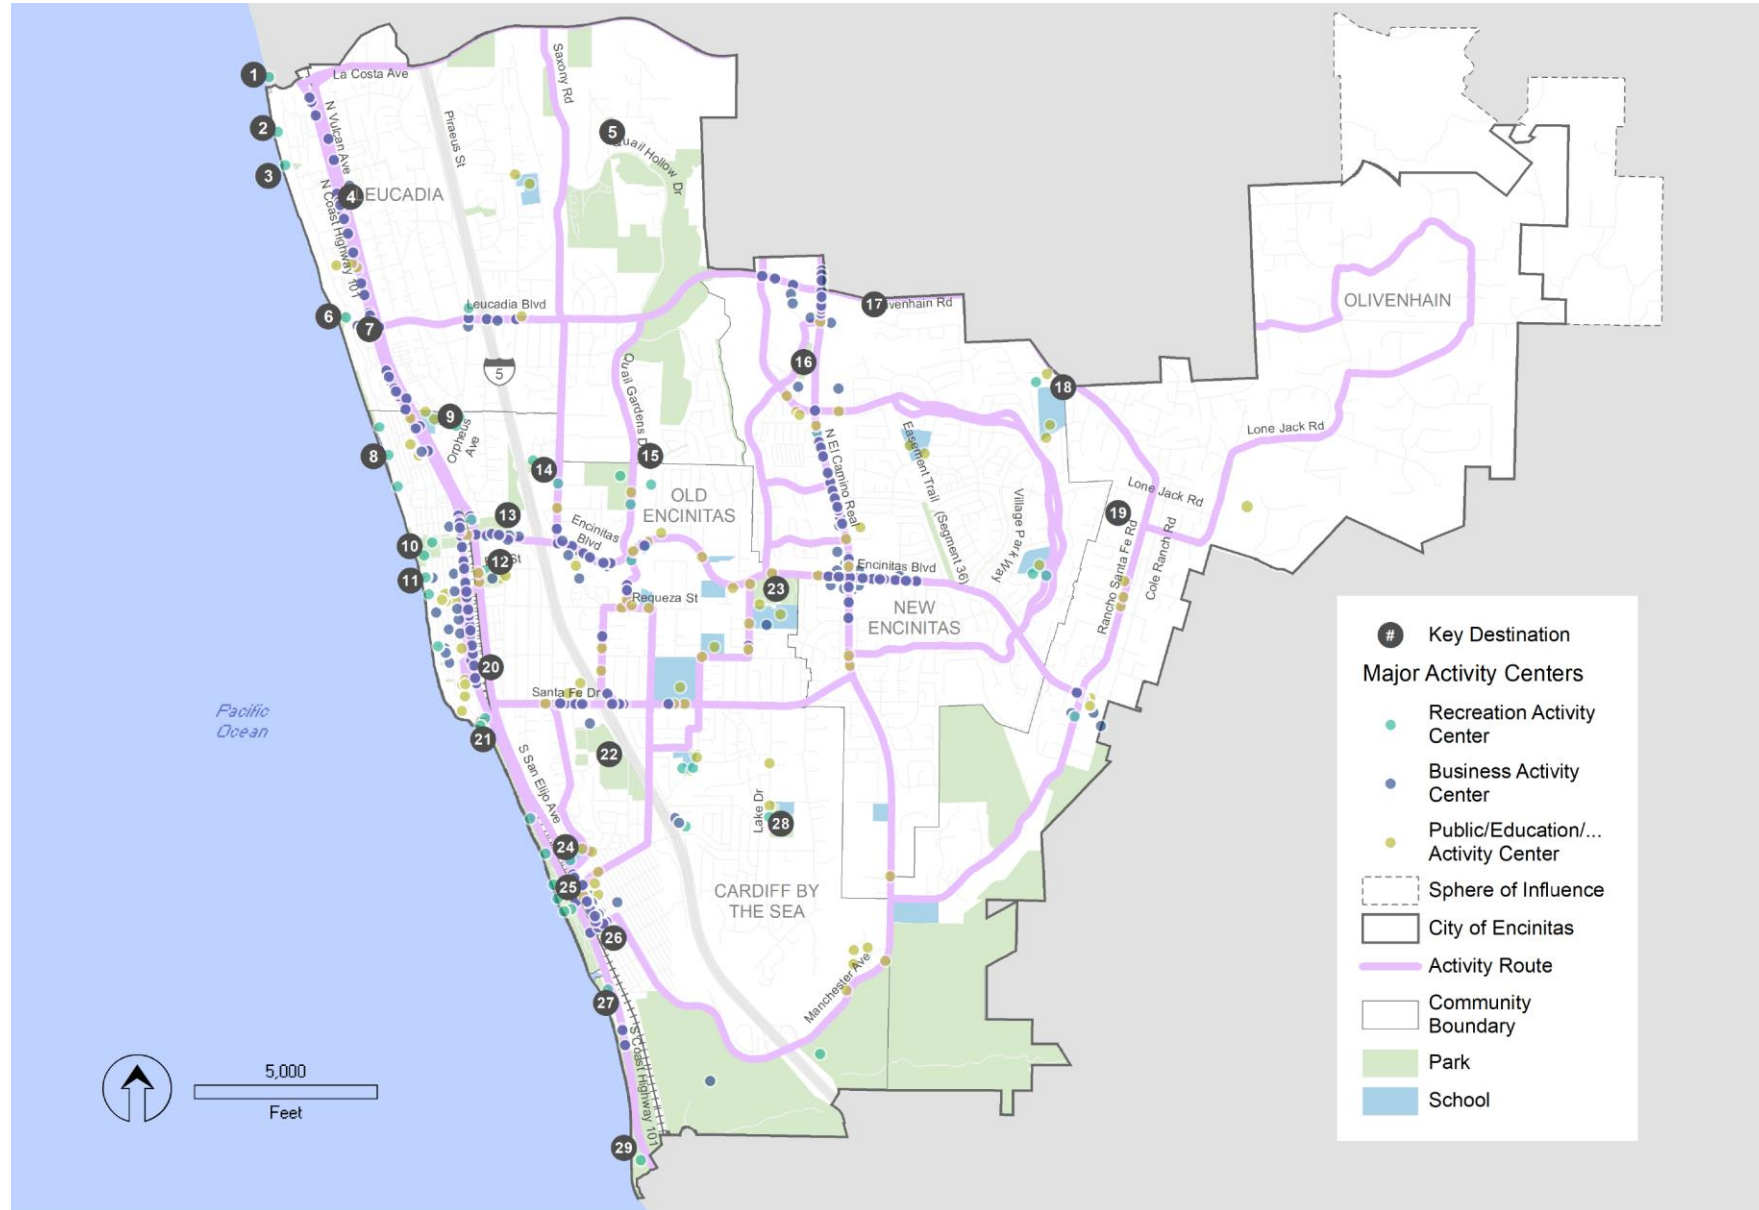 1
La Costa Ave
Saxony Rd
2
N Vulcan Ave
Piraeus St
5
Quail Hollow Dr
3
4
LEUCADIA
N Coast Highway 101
6
7
Leucadia Blvd
17
OLIVENHAIN
5
16
Quail Gardens D
18
9
Orpheus
Ave
8
14
15
N El Camino Real
Easement Trail (Segment 36)
Village Park Way
Lone Jack Rd
Lone Jack Rd
OLD
ENCINITAS
13
Encinitas
Blvd
19
Rancho Santa Fe Rd
Cole Ranch Rd
10
12
St
11
Encinitas Blvd
23
Requeza St
NEW
ENCINITAS
20
Santa Fe Dr
Pacific
Ocean
21
22
S San Elijo Ave
Lake Dr
28
24
25
CARDIFF BY
THE SEA
26
27
Manchester Ave
S Coast Highway 101
29
5,000
Feet
# Key Destination
Major Activity Centers
Recreation Activity
Center
Business Activity
Center
Public/Education/...
Activity Center
Sphere of Influence
City of Encinitas
Activity Route
Community
Boundary
Park
School